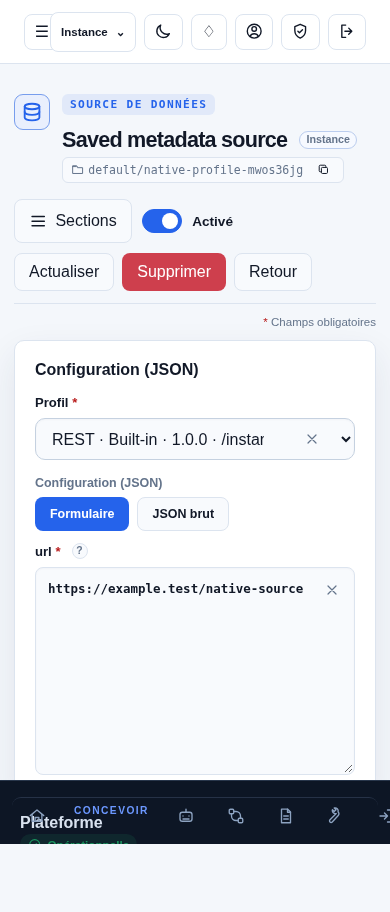 Instance
SOURCE DE DONNÉES
Saved metadata source
Instance
default/native-profile-mwos36jg
Sections
Activé
Actualiser
Supprimer
Retour
* Champs obligatoires
Configuration (JSON)
Profil *
REST · Built-in · 1.0.0 · /instar
Configuration (JSON)
Formulaire
JSON brut
url *
?
https://example.test/native-source
CONCEVOIR
Plateforme
Opérationnelle